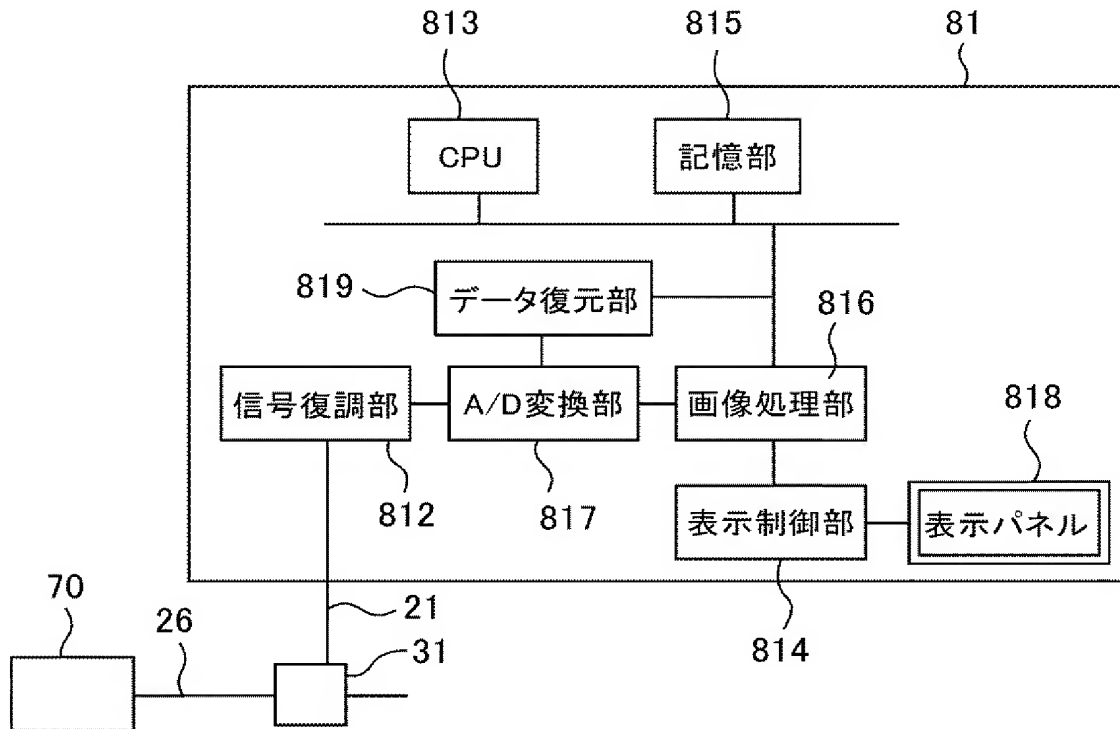 813
815
81
CPU
記憶部
819
データ復元部
816
信号復調部
A/D変換部
画像処理部
818
812
817
表示制御部
表示パネル
70
26
21
31
814